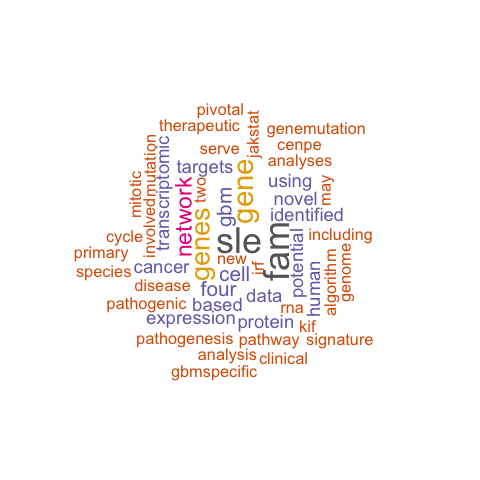 pivotal
therapeutic
jakstat
genemutation
serve
cenpe
analyses
involvedmutation
transcriptomic
targets
mitotic
network
two
gbm
gene
using
may
novel
identified
genes
cycle
sle
fam
including
primary
new
potential
species
cancer
cell
irf
human
algorithm
genome
disease
four
data
pathogenic
based
rna
expression
protein
kif
pathogenesis
pathway
signature
analysis
clinical
gbmspecific